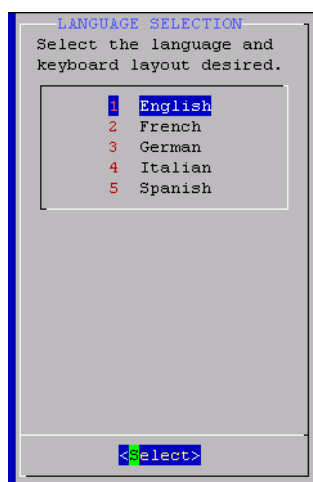 LANGUAGE SELECTION
Select the language and
keyboard layout desired.
1 English
2 French
3 German
4 Italian
5 Spanish
<Select>